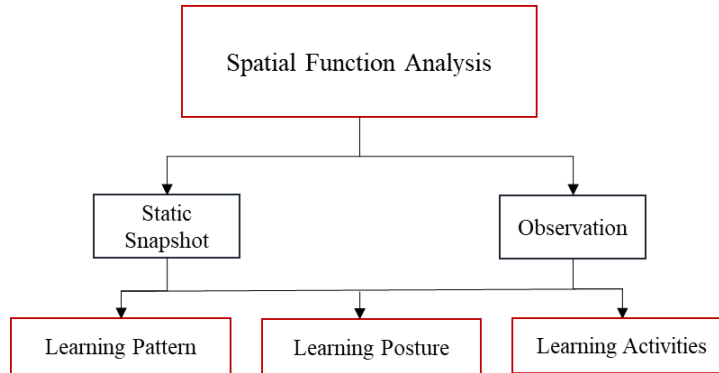 Spatial Function Analysis
Static
Snapshot
Observation
Learning Pattern
Learning Posture
Learning Activities